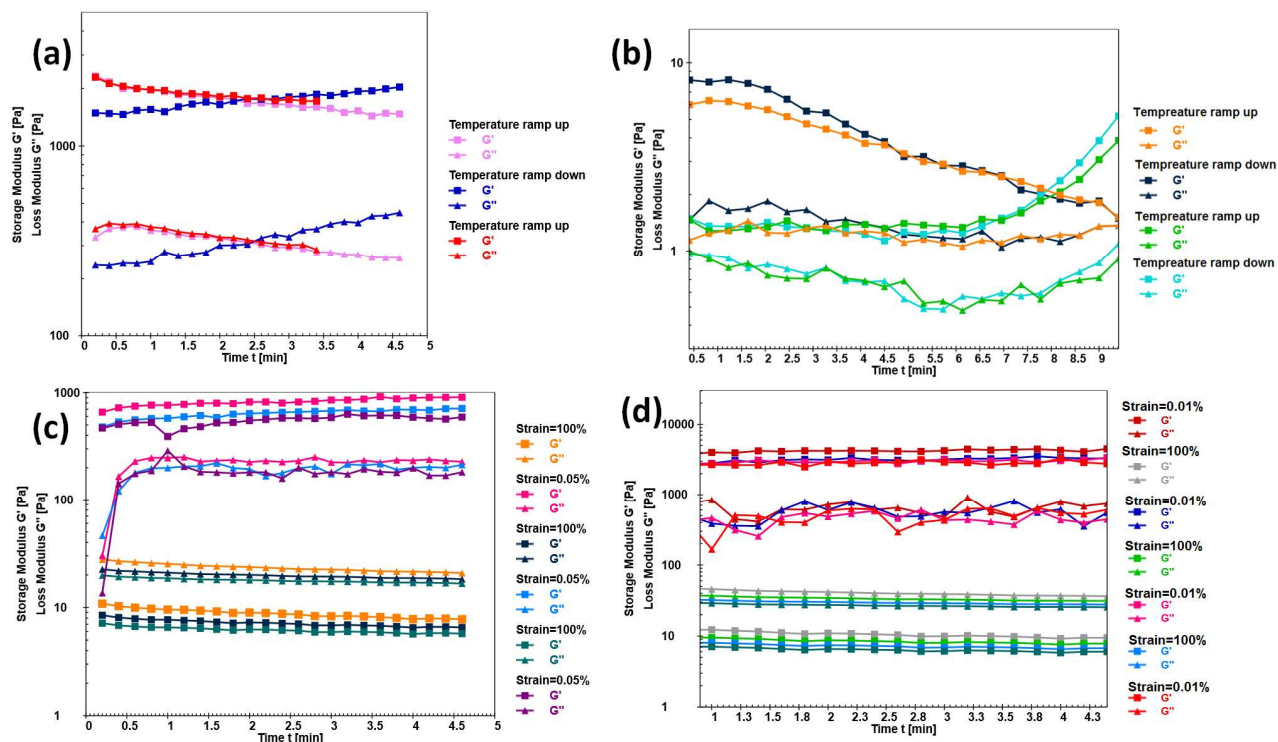 (a)
Storage Modulus G' [Pa]
Loss Modulus G'' [Pa]
1000
100
0 0.5 1 1.5 2 2.5 3 3.5 4 4.5 5
Time t [min]
Temperature ramp up
G'
G''
Temperature ramp down
G'
G''
Temperature ramp up
G'
G''
(b)
Storage Modulus G' [Pa]
Loss Modulus G'' [Pa]
10
1
0.5 1 1.5 2 2.5 3 3.5 4 4.5 5 5.5 6 6.5 7 7.5 8 8.5 9
Time t [min]
Tempreature ramp up
G'
G''
Tempreature ramp down
G'
G''
Tempreature ramp up
G'
G''
Tempreature ramp down
G'
G''
(c)
Storage Modulus G' [Pa]
Loss Modulus G'' [Pa]
1000
100
10
1
0 0.5 1 1.5 2 2.5 3 3.5 4 4.5 5
Time t [min]
Strain=100%
G'
G''
Strain=0.05%
G'
G''
Strain=100%
G'
G''
Strain=0.05%
G'
G''
Strain=100%
G'
G''
Strain=0.05%
G'
G''
(d)
Storage Modulus G' [Pa]
Loss Modulus G'' [Pa]
10000
1000
100
10
1
1 1.3 1.5 1.8 2 2.3 2.5 2.8 3 3.3 3.5 3.8 4 4.3
Time t [min]
Strain=0.01%
G'
G''
Strain=100%
G'
G''
Strain=0.01%
G'
G''
Strain=100%
G'
G''
Strain=0.01%
G'
G''
Strain=100%
G'
G''
Strain=0.01%
G'
G''